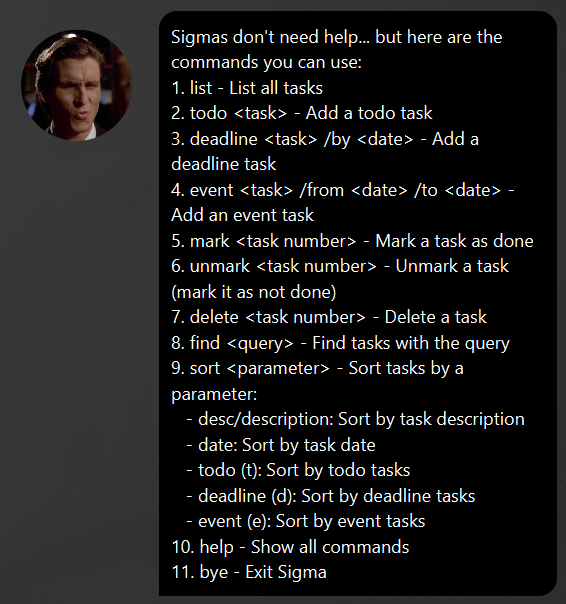 Sigmas don't need help... but here are the
commands you can use:
1. list - List all tasks
2. todo <task> - Add a todo task
3. deadline <task> /by <date> - Add a
deadline task
4. event <task> /from <date> /to <date> -
Add an event task
5. mark <task number> - Mark a task as done
6. unmark <task number> - Unmark a task
(mark it as not done)
7. delete <task number> - Delete a task
8. find <query> - Find tasks with the query
9. sort <parameter> - Sort tasks by a
parameter:
- desc/description: Sort by task description
- date: Sort by task date
- todo (t): Sort by todo tasks
- deadline (d): Sort by deadline tasks
- event (e): Sort by event tasks
10. help - Show all commands
11. bye - Exit Sigma